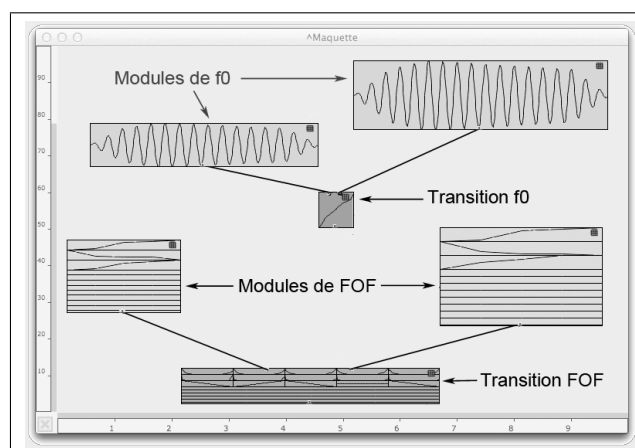 ^Maquette
Modules de f0
Transition f0
Modules de FOF
Transition FOF
90
80
70
60
50
40
30
20
10
1 2 3 4 5 6 7 8 9